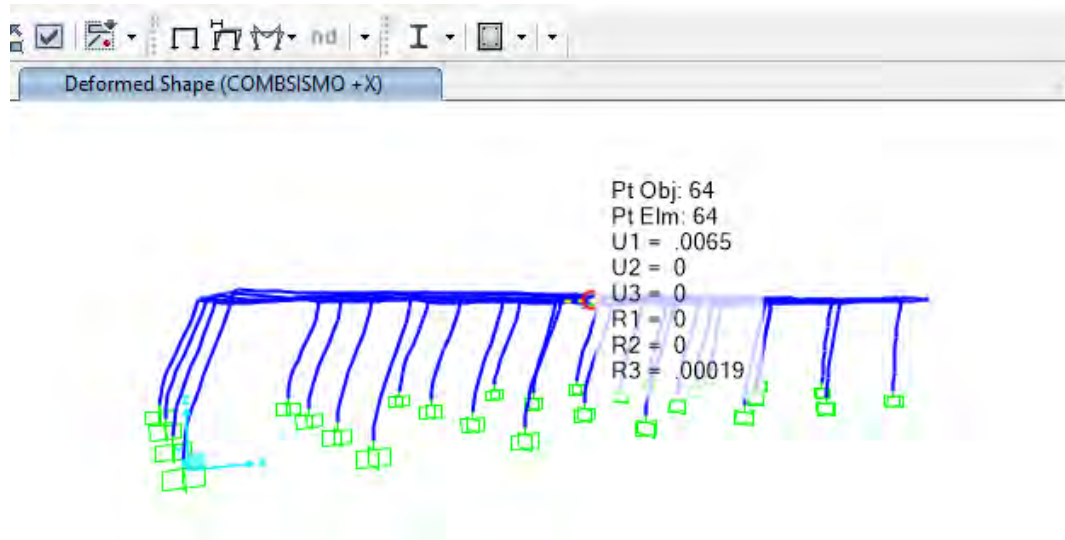 nd
Deformed Shape (COMBSISMO +X)
Pt Obj: 64
Pt Elm: 64
U1 = .0065
U2 = 0
U3 = 0
R1 = 0
R2 = 0
R3 = .00019
Z
X